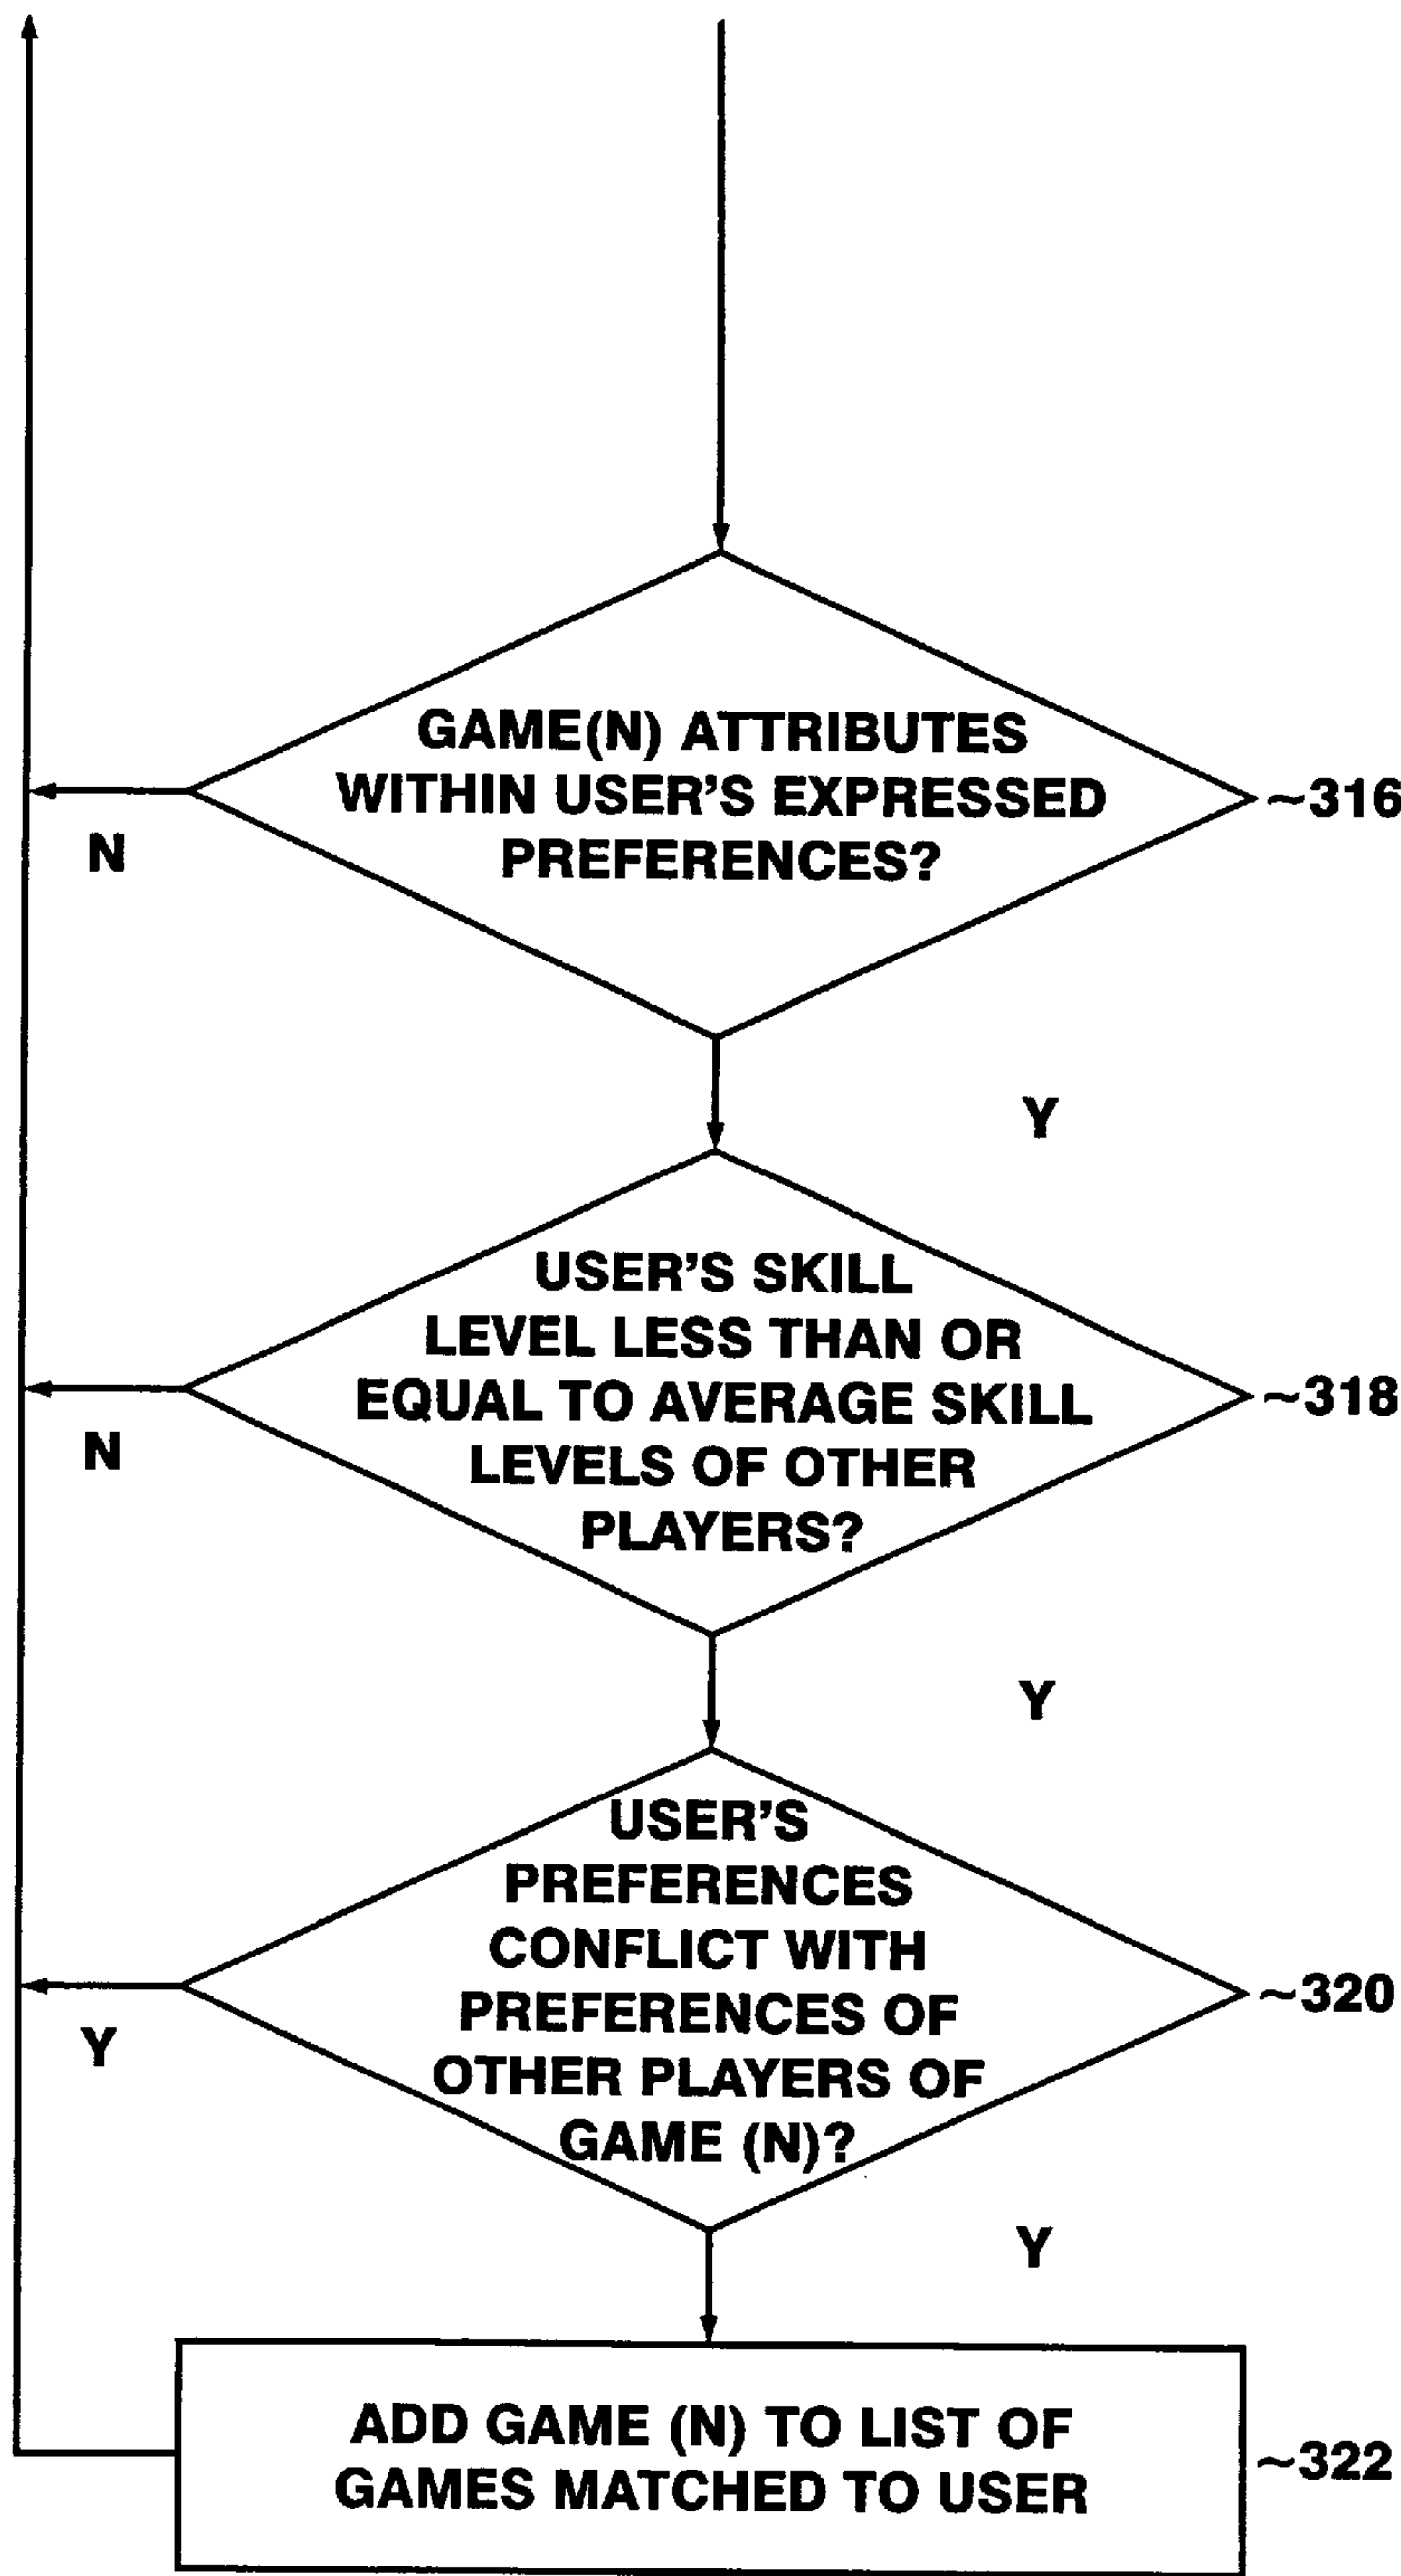 GAME(N) ATTRIBUTES
WITHIN USER'S EXPRESSED
PREFERENCES?
~316
N
Y
USER'S SKILL
LEVEL LESS THAN OR
EQUAL TO AVERAGE SKILL
LEVELS OF OTHER
PLAYERS?
~318
N
Y
USER'S
PREFERENCES
CONFLICT WITH
PREFERENCES OF
OTHER PLAYERS OF
GAME (N)?
~320
Y
Y
ADD GAME (N) TO LIST OF
GAMES MATCHED TO USER
~322